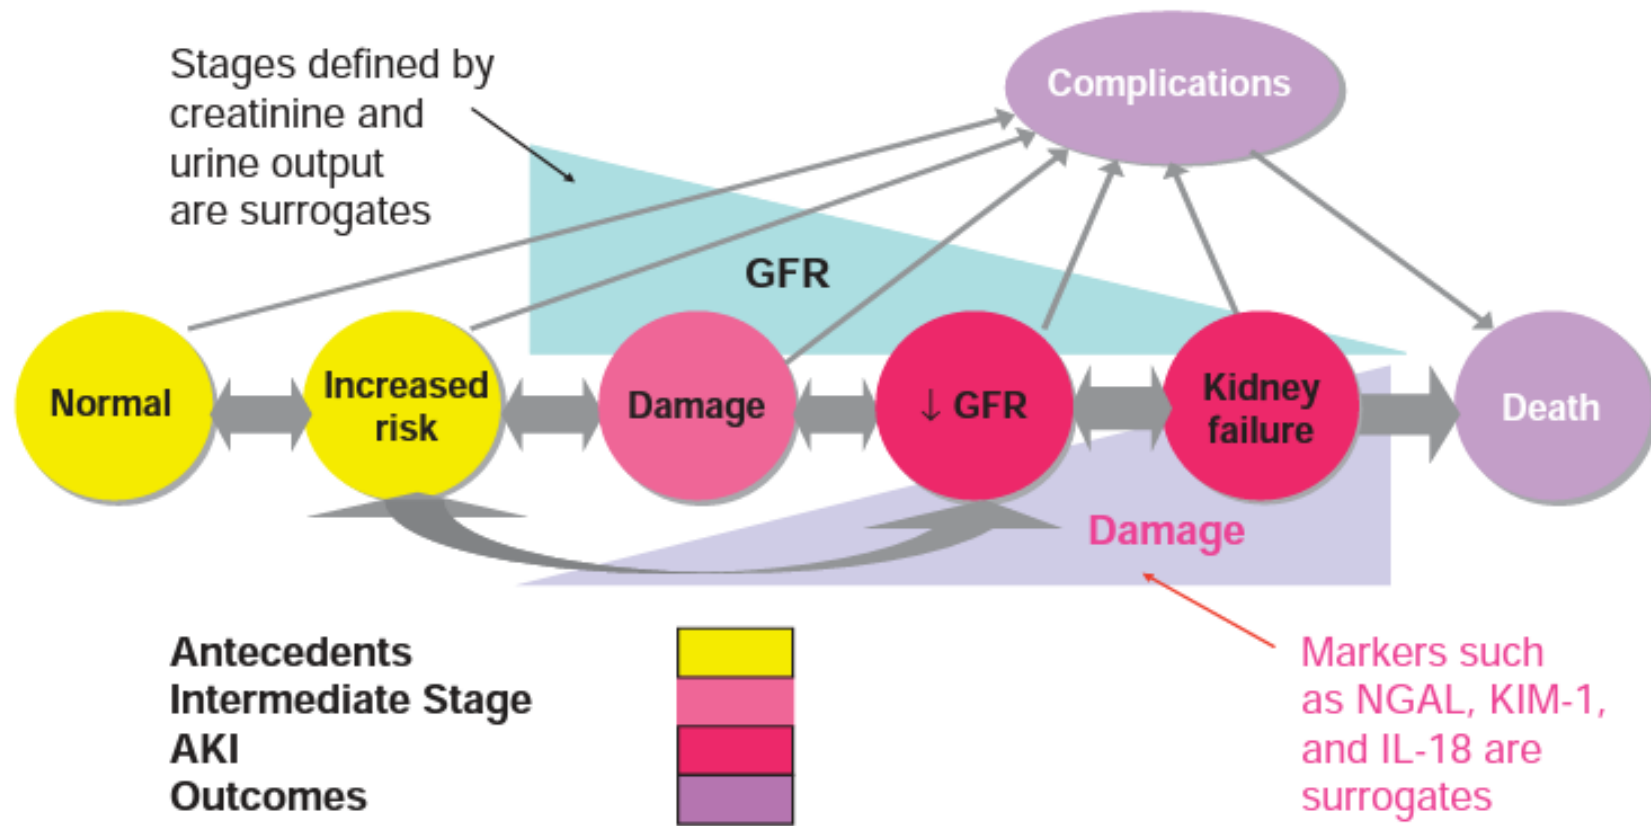 Stages defined by
creatinine and
urine output
are surrogates
Complications
GFR
Normal
Increased
risk
Damage
↓ GFR
Kidney
failure
Death
Damage
Antecedents
Intermediate Stage
AKI
Outcomes
Markers such
as NGAL, KIM-1,
and IL-18 are
surrogates